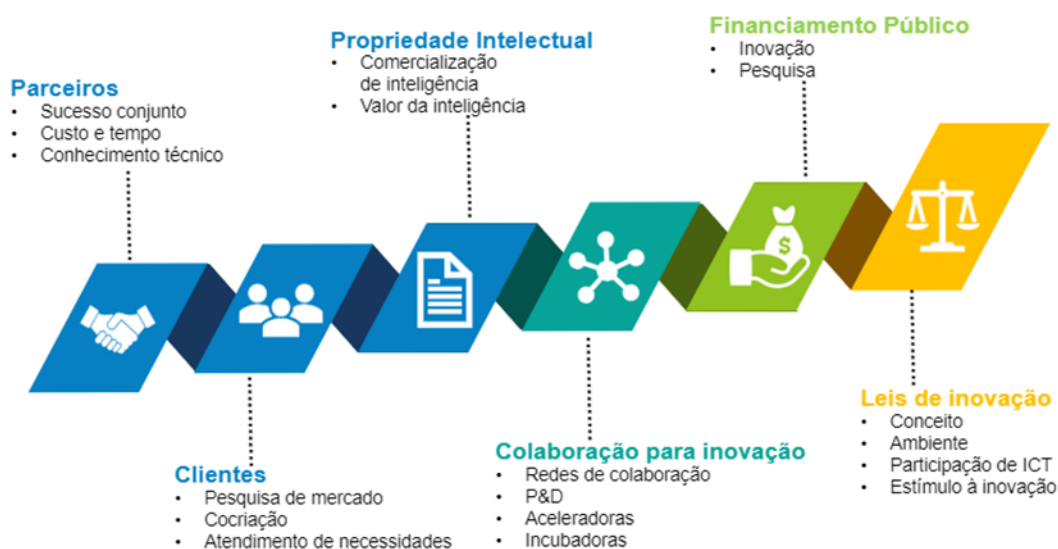 Parceiros
• Sucesso conjunto
• Custo e tempo
• Conhecimento técnico
Clientes
• Pesquisa de mercado
• Cocriação
• Atendimento de necessidades
Propriedade Intelectual
• Comercialização
de inteligência
• Valor da inteligência
Colaboração para inovação
• Redes de colaboração
• P&D
• Aceleradoras
• Incubadoras
Financiamento Público
• Inovação
• Pesquisa
$
Leis de inovação
• Conceito
• Ambiente
• Participação de ICT
• Estímulo à inovação